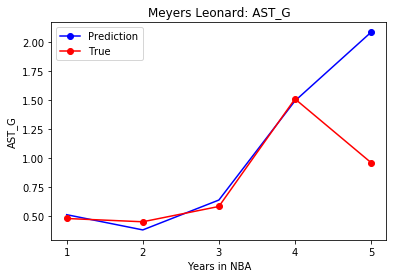 Meyers Leonard: AST_G
Prediction
True
AST_G
2.00
1.75
1.50
1.25
1.00
0.75
0.50
1 2 3 4 5
Years in NBA